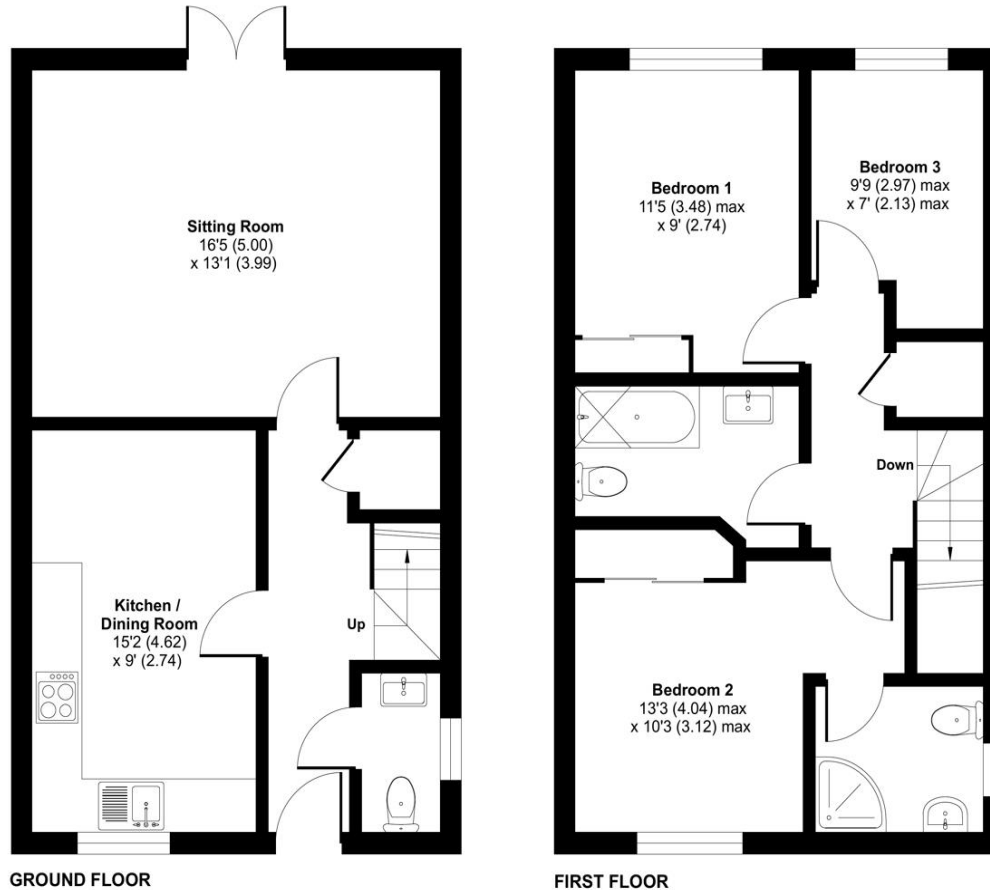 Sitting Room
16'5 (5.00)
x 13'1 (3.99)
Kitchen /
Dining Room
15'2 (4.62)
x 9' (2.74)
Up
GROUND FLOOR
Bedroom 1
11'5 (3.48) max
x 9' (2.74)
Bedroom 3
9'9 (2.97) max
x 7' (2.13) max
Down
Bedroom 2
13'3 (4.04) max
x 10'3 (3.12) max
FIRST FLOOR